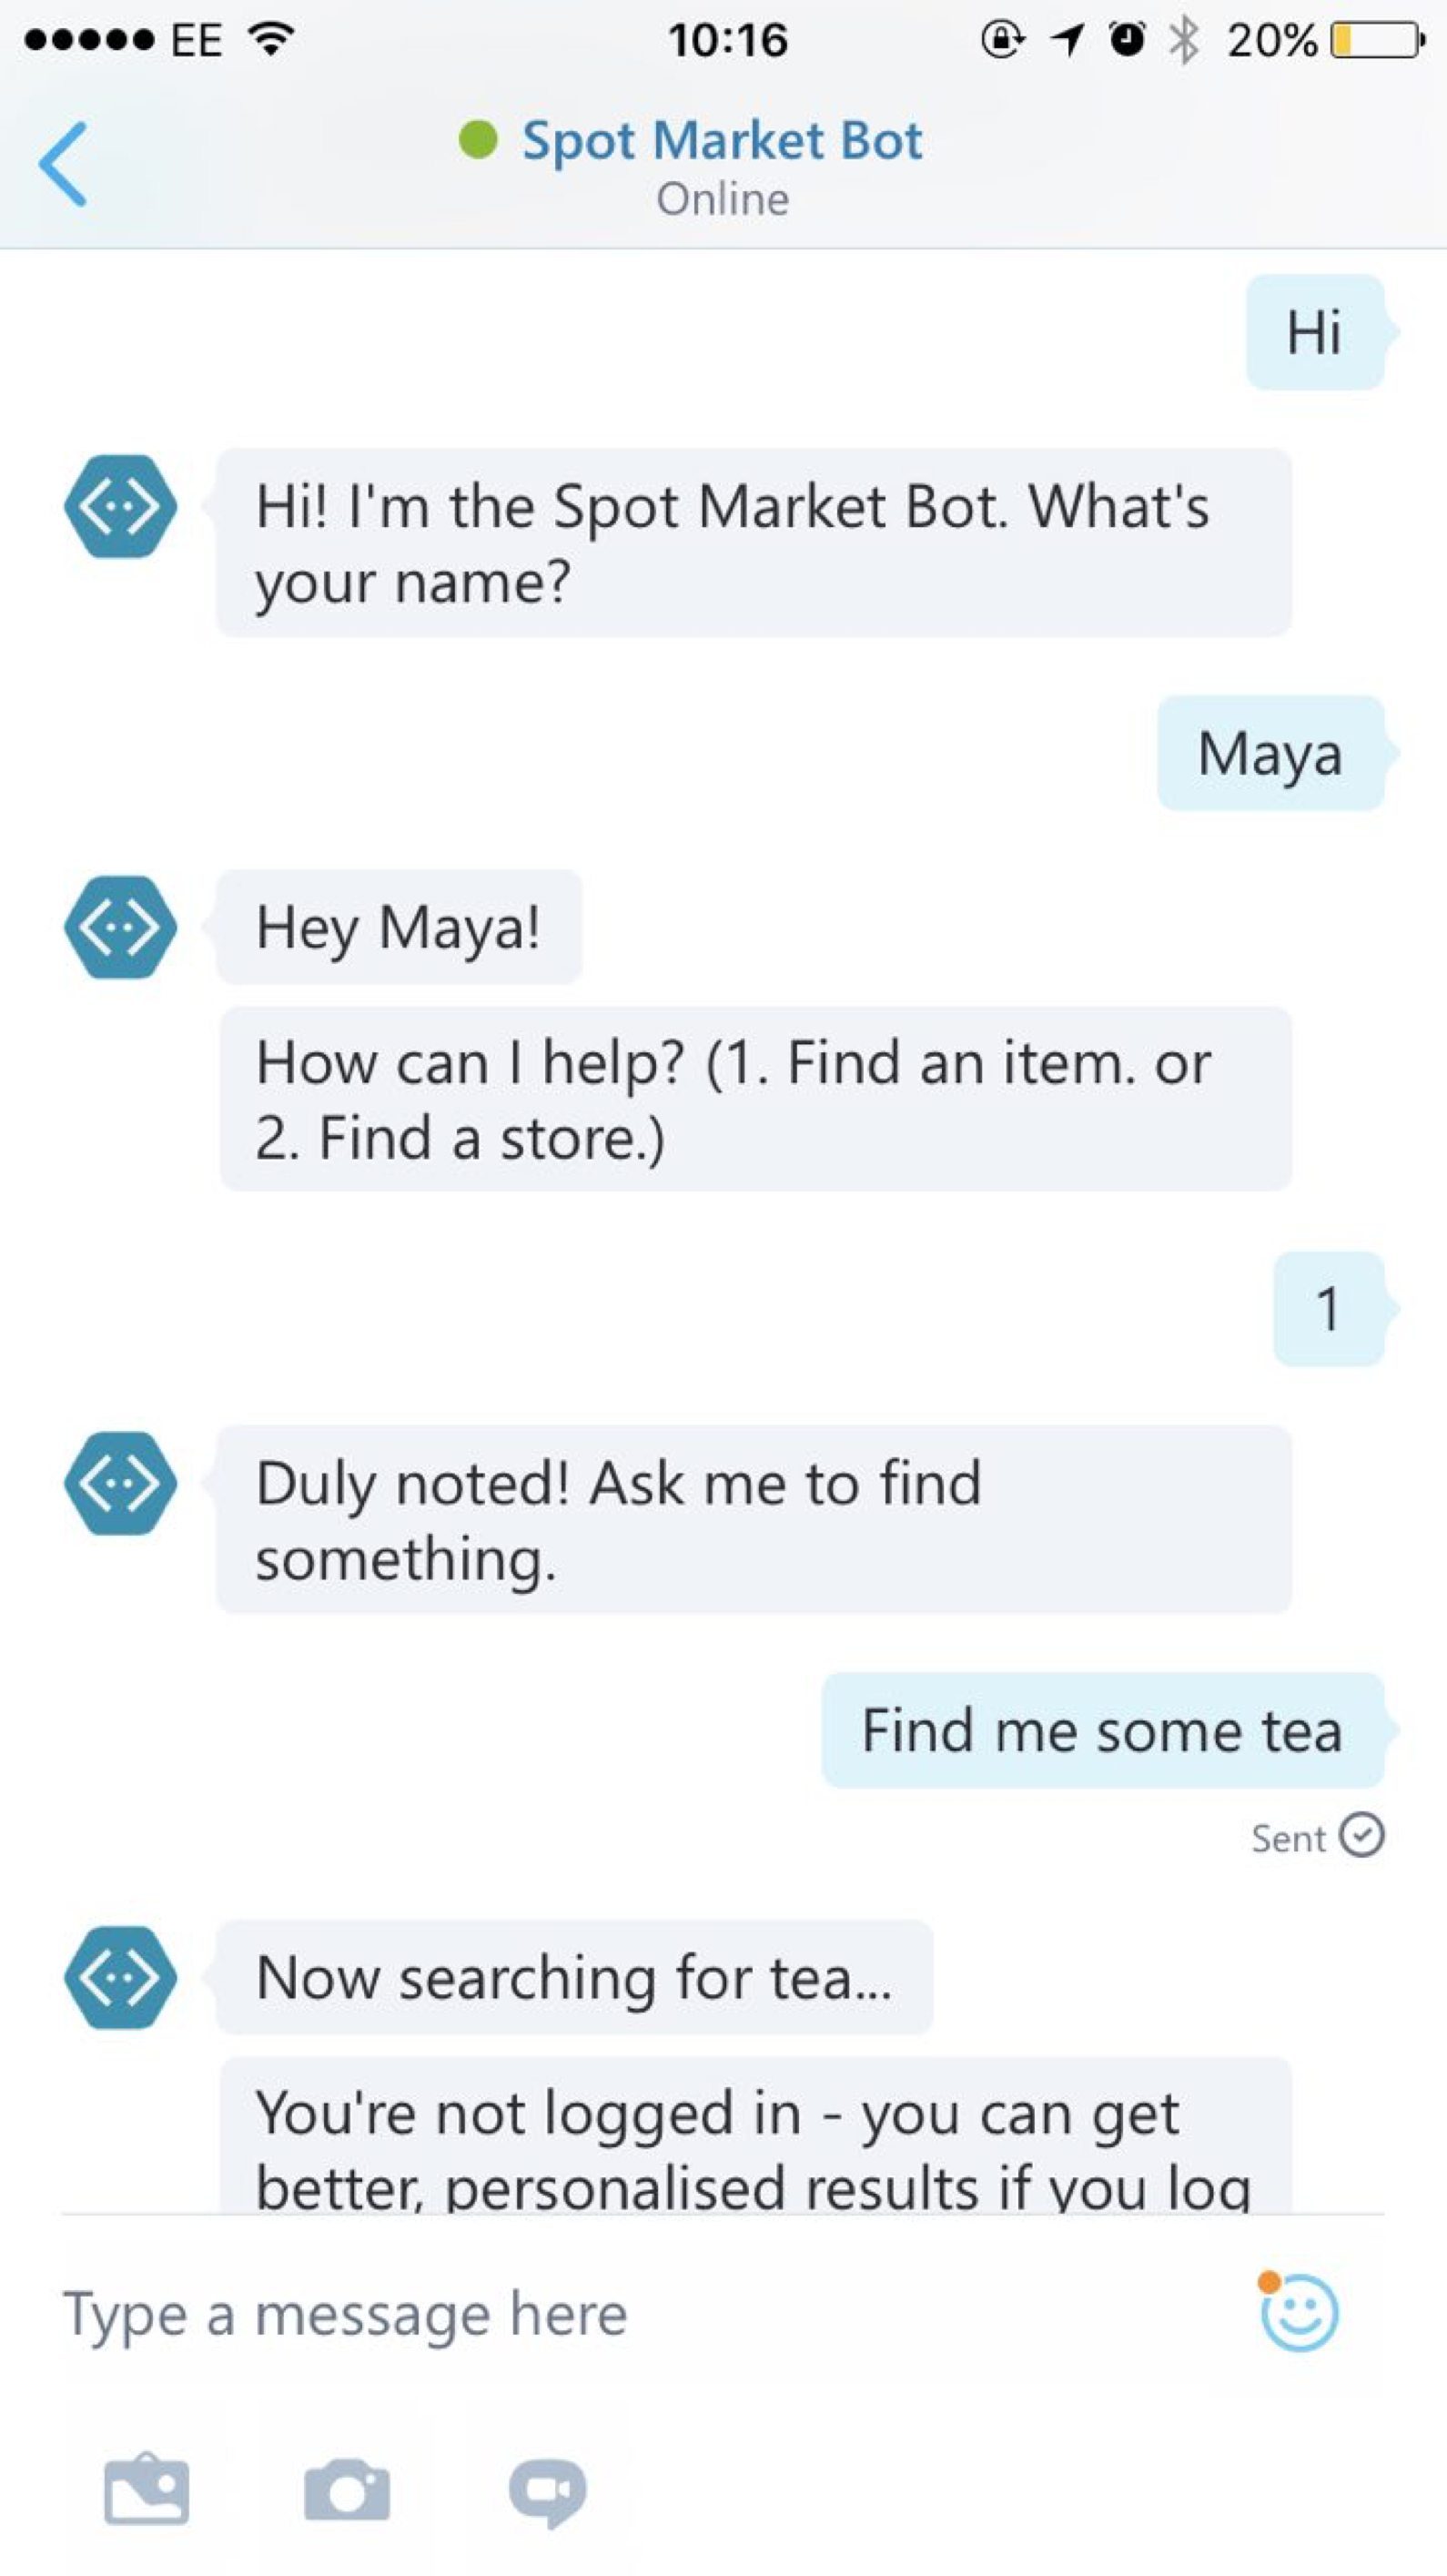 EE 10:16 20%
Spot Market Bot
Online
Hi
Hi! I'm the Spot Market Bot. What's
your name?
Maya
Hey Maya!
How can I help? (1. Find an item. or
2. Find a store.)
1
Duly noted! Ask me to find
something.
Find me some tea
Sent
Now searching for tea...
You're not logged in - you can get
better, personalised results if you log
Type a message here